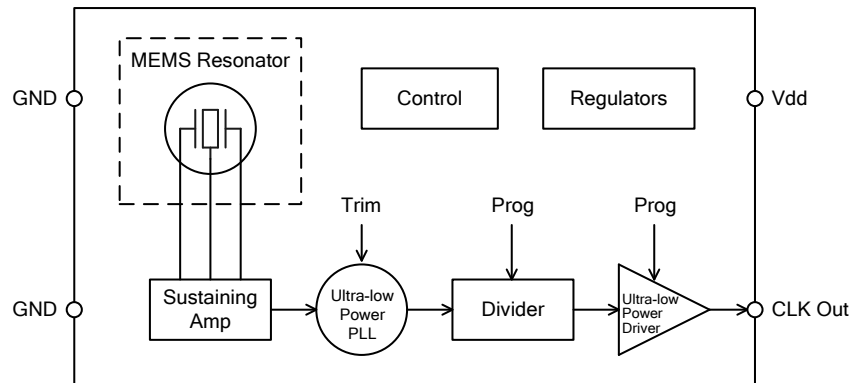 MEMS Resonator
GND
Control
Regulators
Vdd
Trim
Prog
Prog
GND
Sustaining
Amp
Ultra-low
Power
PLL
Divider
Ultra-low
Power
Driver
CLK Out